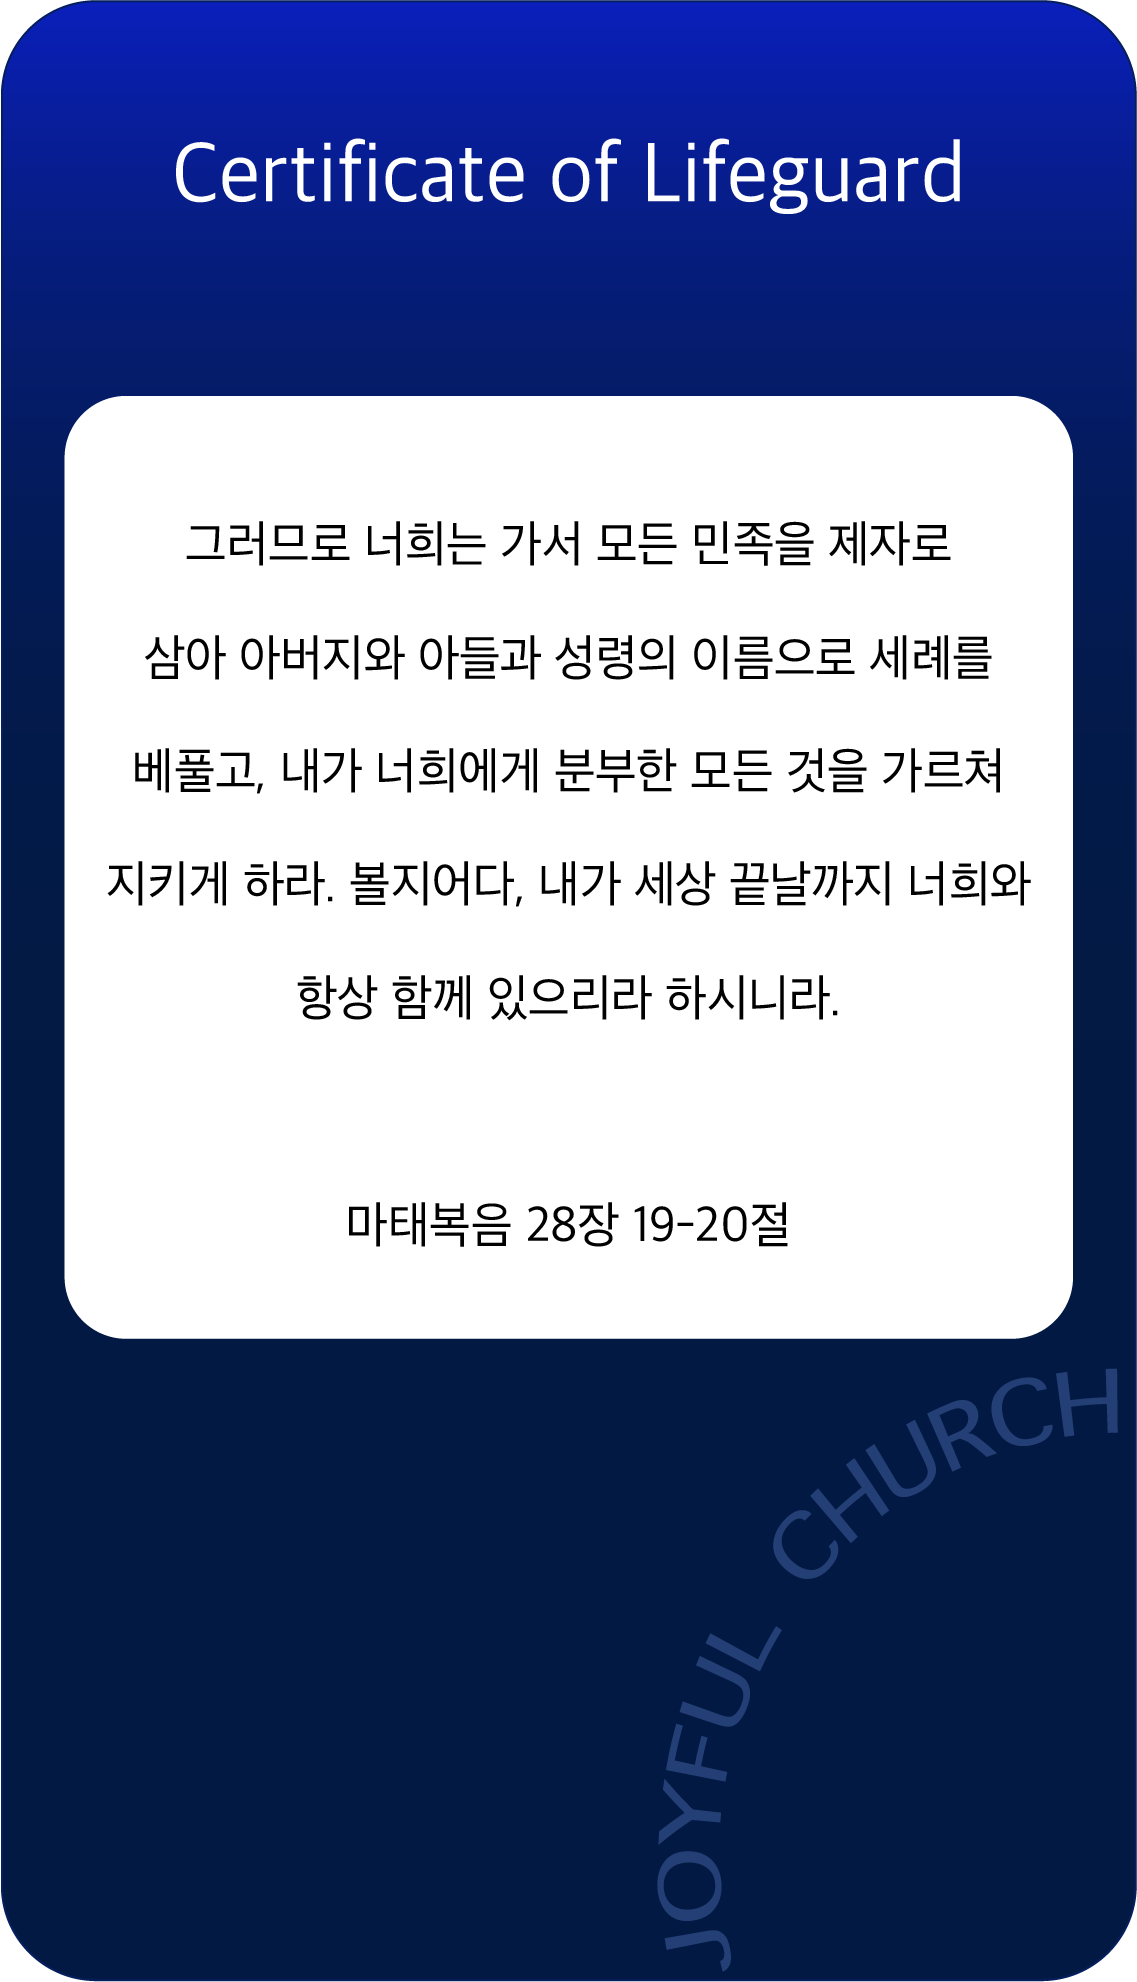 Certificate of Lifeguard
그러므로 너희는 가서 모든 민족을 제자로
삼아 아버지와 아들과 성령의 이름으로 세례를
베풀고, 내가 너희에게 분부한 모든 것을 가르쳐
지키게 하라. 볼지어다, 내가 세상 끝날까지 너희와
항상 함께 있으리라 하시니라.
마태복음 28장 19-20절
JOYFUL CHURCH